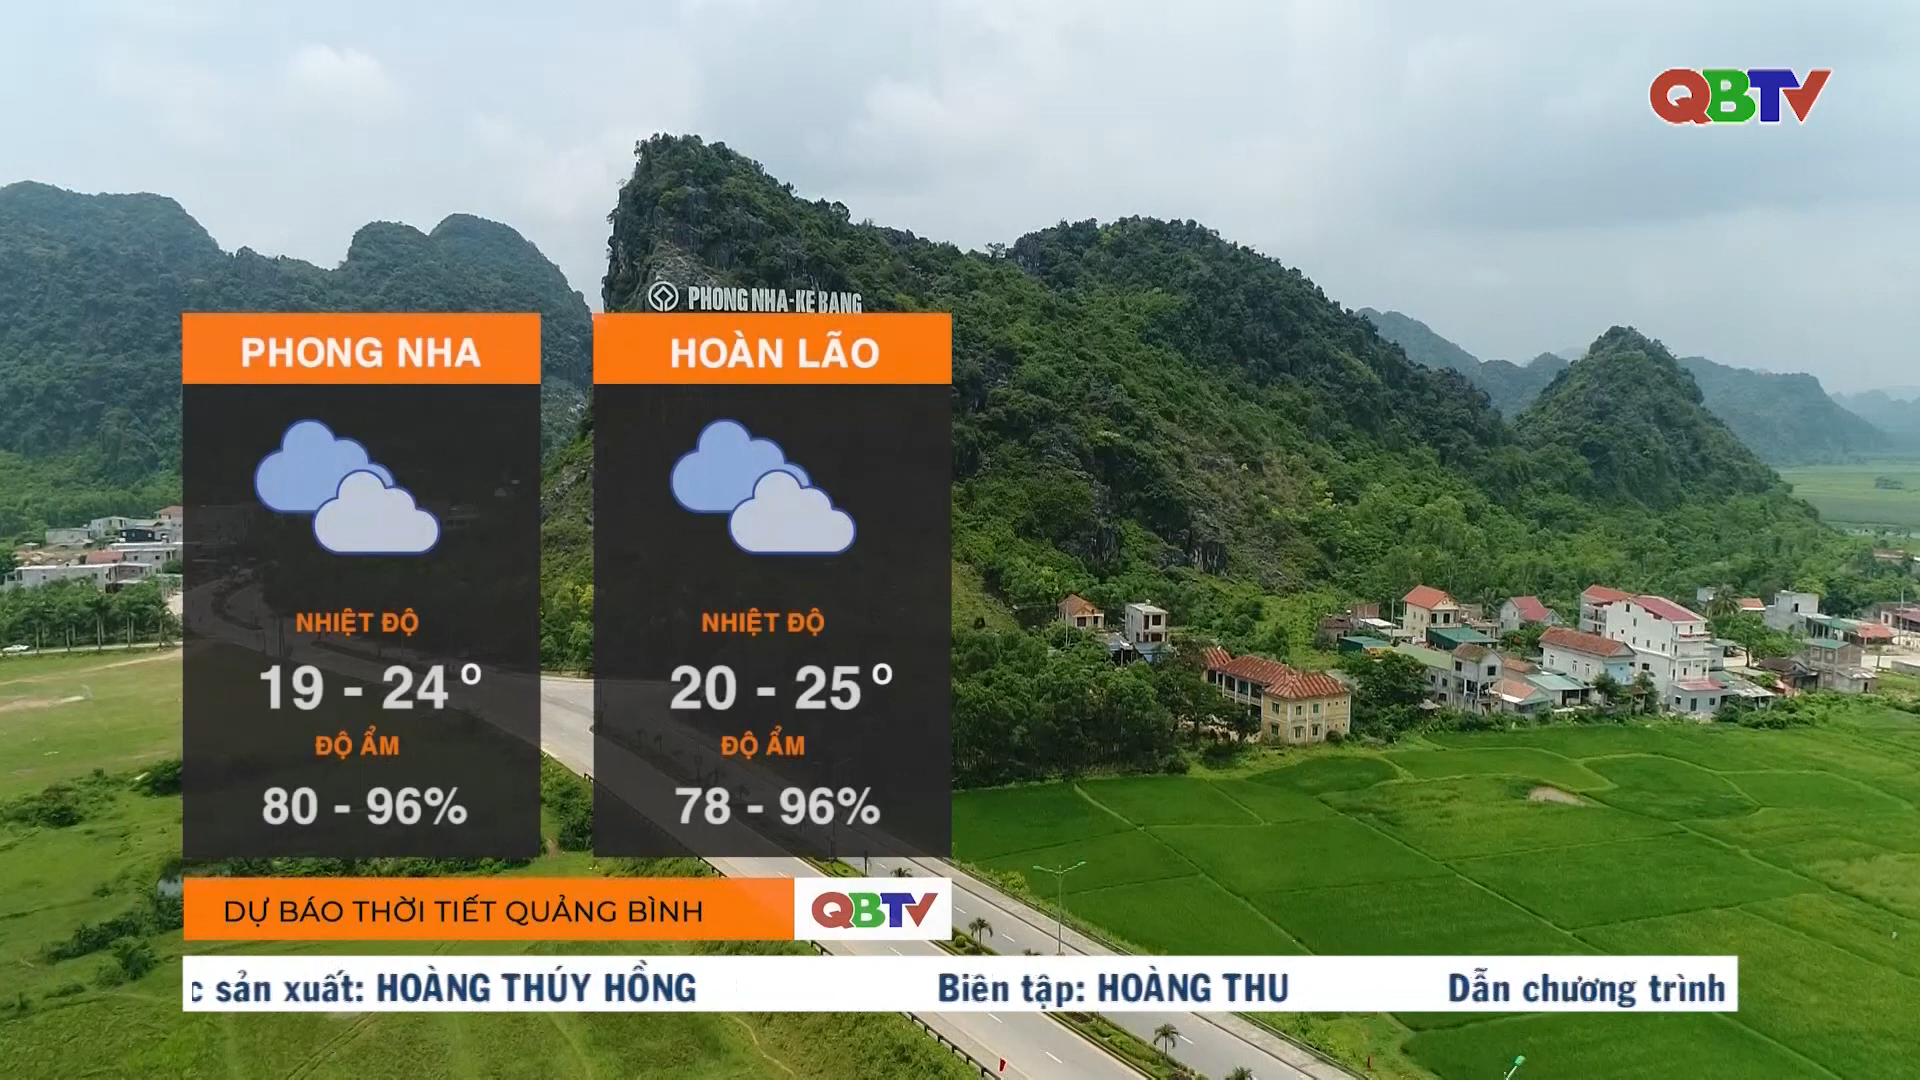 QBTV
PHONG NHA-KE BANG
PHONG NHA
NHIỆT ĐỘ
19 - 24°
ĐỘ ẨM
80 - 96%
HOÀN LÃO
NHIỆT ĐỘ
20 - 25°
ĐỘ ẨM
78 - 96%
DỰ BÁO THỜI TIẾT QUẢNG BÌNH QBTV
c sản xuất: HOÀNG THÚY HỒNG Biên tập: HOÀNG THU Dẫn chương trình